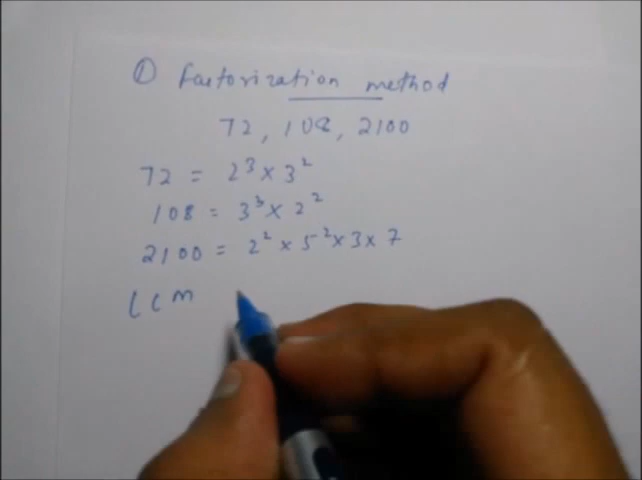 ① Factorization method
72, 108, 2100
72 = 2³ × 3²
108 = 3³ × 2²
2100 = 2² × 5² × 3 × 7
LCM